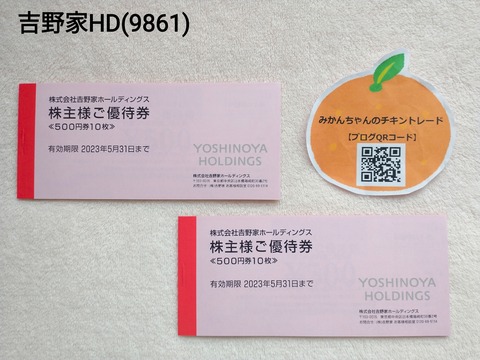 吉野家HD(9861)
株式会社吉野家ホールディングス
株主様ご優待券
≪500円券10枚≫
有効期限 2023年5月31日まで
YOSHINOYA
HOLDINGS
株式会社吉野家ホールディングス
みかんちゃんのチキントレード
【ブログQRコード】
株式会社吉野家ホールディングス
株主様ご優待券
≪500円券10枚≫
有効期限 2023年5月31日まで
YOSHINOYA
HOLDINGS
株式会社吉野家ホールディングス